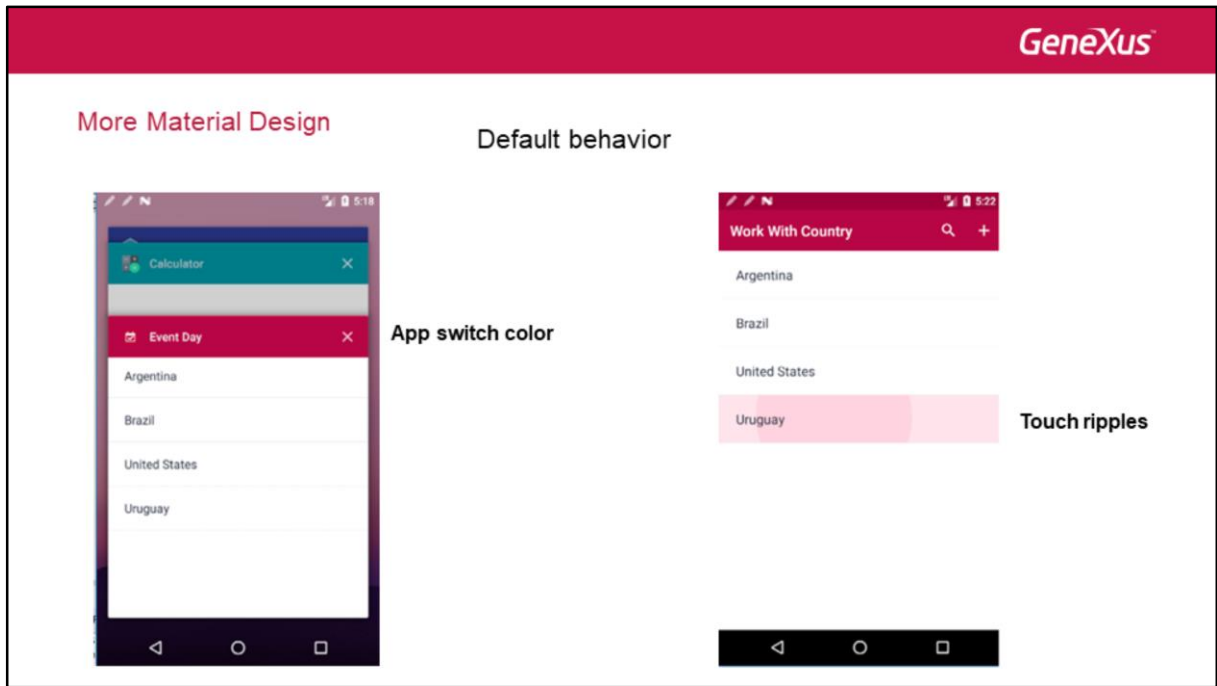 GeneXus
More Material Design
Default behavior
5:18
Calculator
Event Day
Argentina
Brazil
United States
Uruguay
App switch color
5:22
Work With Country
Argentina
Brazil
United States
Uruguay
Touch ripples